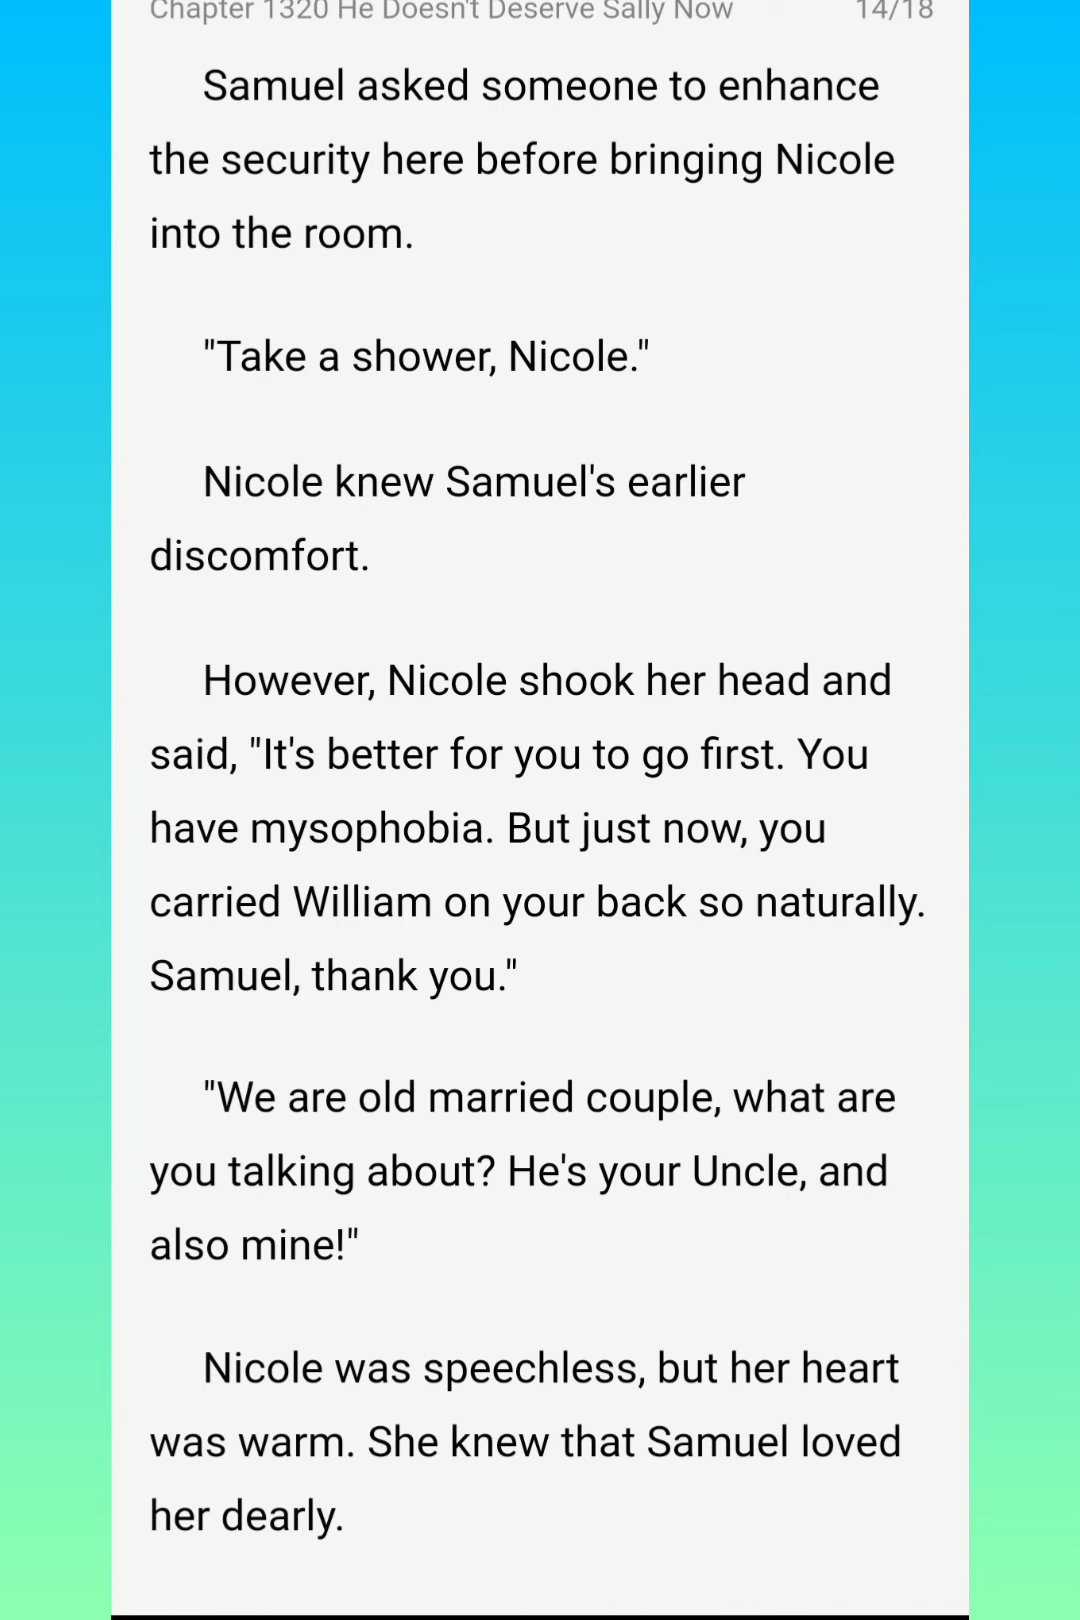 Chapter 1320 He Doesn't Deserve Sally Now 14/18
Samuel asked someone to enhance
the security here before bringing Nicole
into the room.
"Take a shower, Nicole."
Nicole knew Samuel's earlier
discomfort.
However, Nicole shook her head and
said, "It's better for you to go first. You
have mysophobia. But just now, you
carried William on your back so naturally.
Samuel, thank you."
"We are old married couple, what are
you talking about? He's your Uncle, and
also mine!"
Nicole was speechless, but her heart
was warm. She knew that Samuel loved
her dearly.